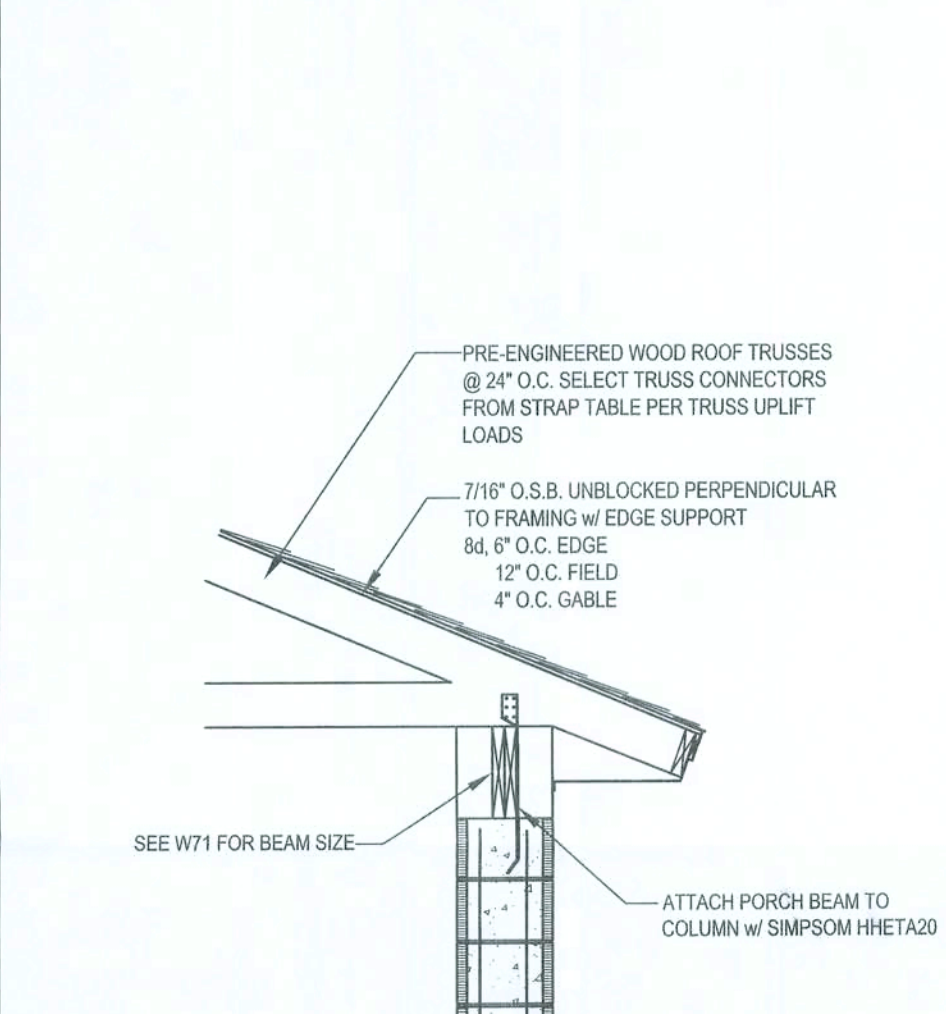 PRE-ENGINEERED WOOD ROOF TRUSSES
@ 24" O.C. SELECT TRUSS CONNECTORS
FROM STRAP TABLE PER TRUSS UPLIFT
LOADS
7/16" O.S.B. UNBLOCKED PERPENDICULAR
TO FRAMING w/ EDGE SUPPORT
8d, 6" O.C. EDGE
12" O.C. FIELD
4" O.C. GABLE
SEE W71 FOR BEAM SIZE
ATTACH PORCH BEAM TO
COLUMN w/ SIMPSOM HHETA20